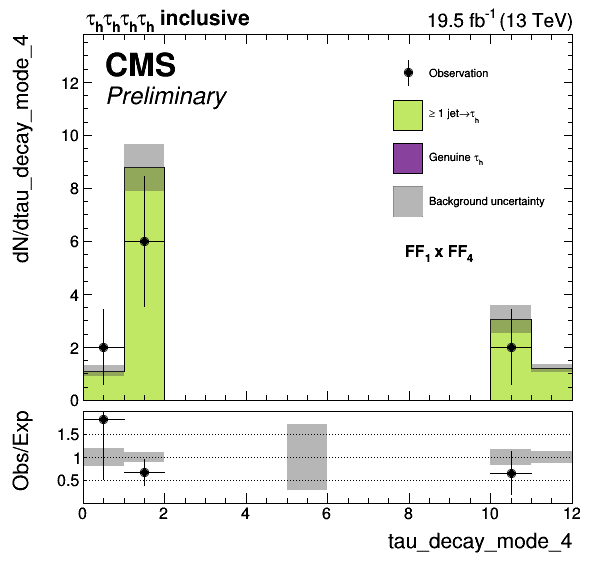 τhτhτhτh inclusive
19.5 fb-1 (13 TeV)
CMS
Preliminary
Observation
≥ 1 jet→τh
Genuine τh
Background uncertainty
FF1 x FF4
dN/dtau_decay_mode_4
12
10
8
6
4
2
0
Obs/Exp
1.5
1
0.5
0 2 4 6 8 10 12
tau_decay_mode_4